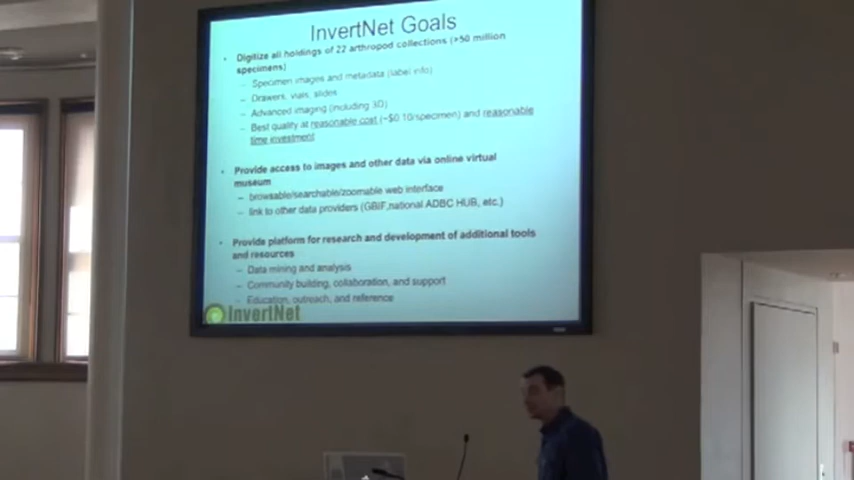 InvertNet Goals
• Digitize all holdings of 22 arthropod collections (>50 million
specimens)
– Specimen images and metadata (label info)
– Drawers, vials, slides
– Advanced imaging (including 3D)
– Best quality at reasonable cost (~$0.10/specimen) and reasonable
time investment
• Provide access to images and other data via online virtual
museum
– browsable/searchable/zoomable web interface
– link to other data providers (GBIF,national ADBC HUB, etc.)
• Provide platform for research and development of additional tools
and resources
– Data mining and analysis
– Community building, collaboration, and support
– Education, outreach, and reference
InvertNet